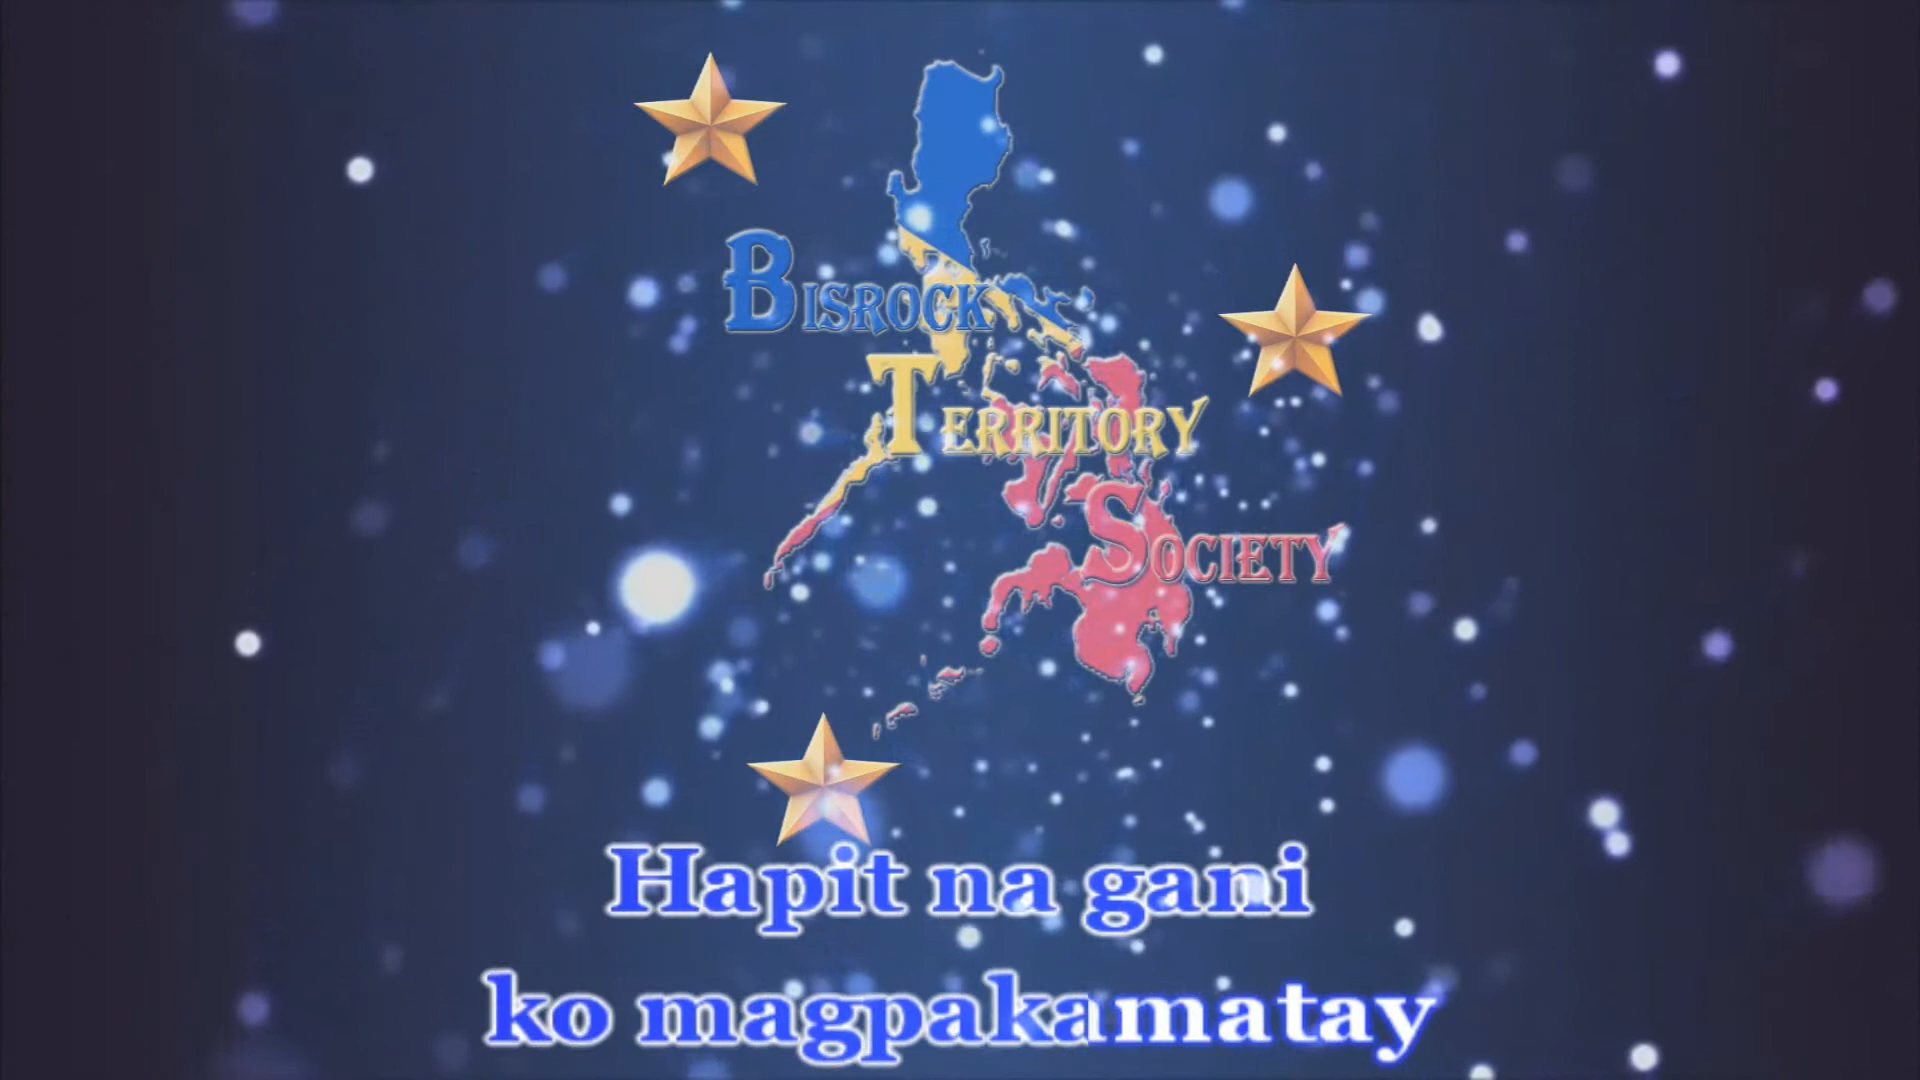 BISROCK
TERRITORY
SOCIETY
Hapit na gani
ko magpakamatay